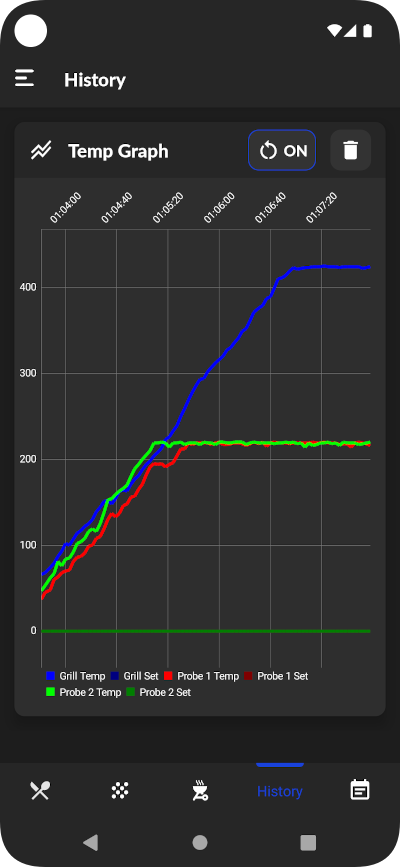 History
Temp Graph
ON
01:04:00 01:04:40 01:05:20 01:06:00 01:06:40 01:07:20
400
300
200
100
0
Grill Temp Grill Set Probe 1 Temp Probe 1 Set
Probe 2 Temp Probe 2 Set
History